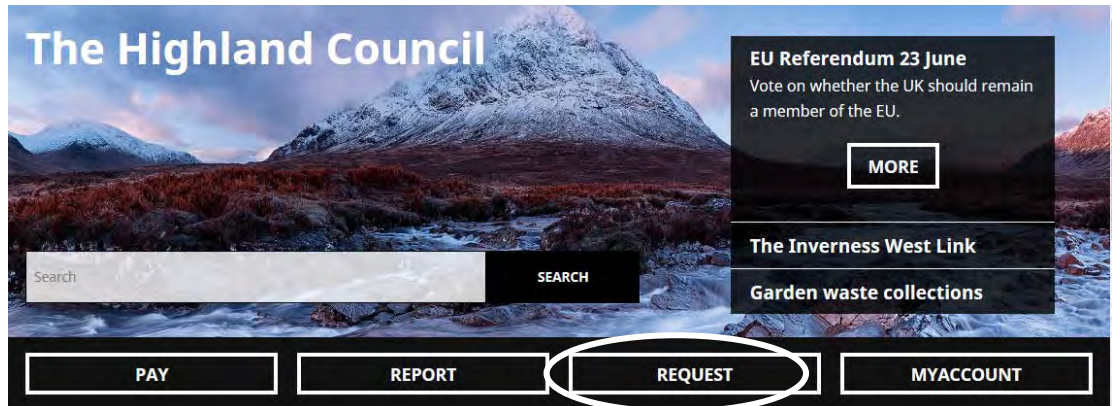 The Highland Council
EU Referendum 23 June
Vote on whether the UK should remain
a member of the EU.
MORE
The Inverness West Link
Garden waste collections
Search
SEARCH
PAY
REPORT
REQUEST
MYACCOUNT